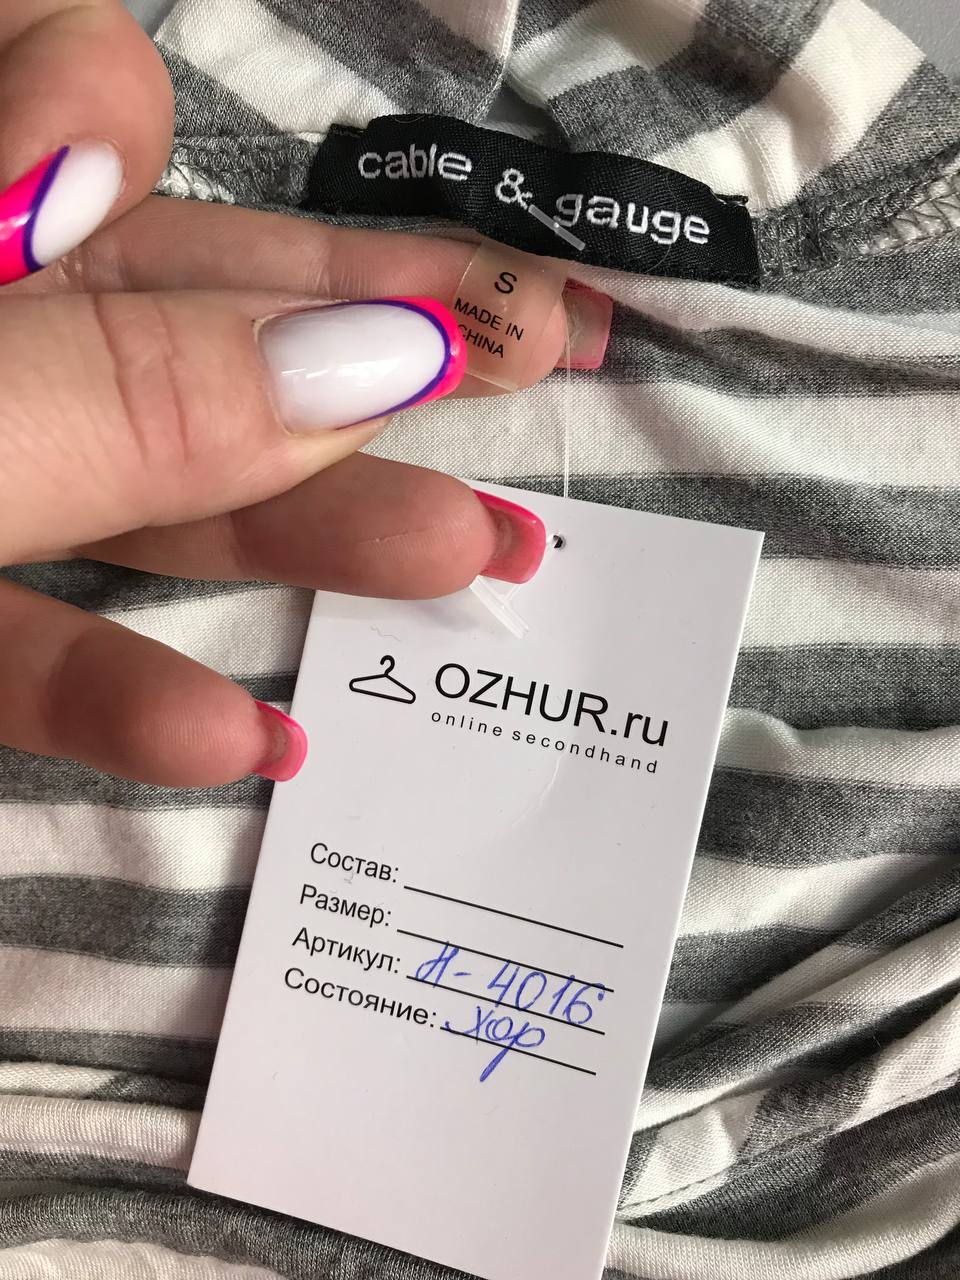 cable & gauge
S
MADE IN
CHINA
OZHUR.ru
online secondhand
Состав:
Размер:
Артикул: Н-4016
Состояние: хор